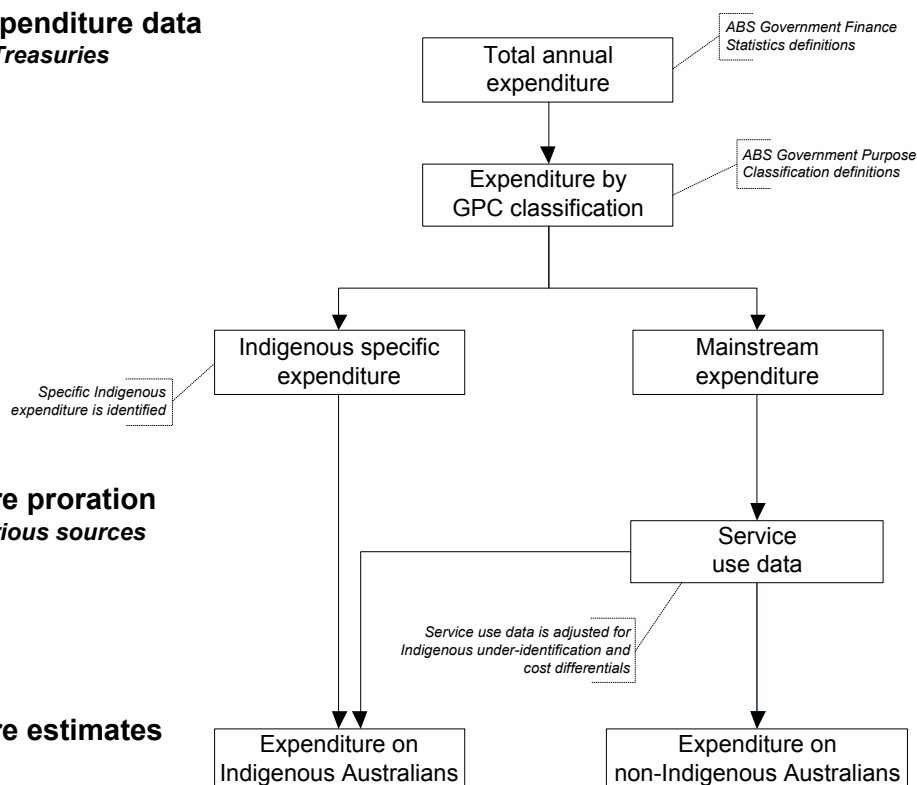 penditure data
Treasuries
ABS Government Finance
Statistics definitions
Total annual
expenditure
ABS Government Purpose
Classification definitions
Expenditure by
GPC classification
Indigenous specific
expenditure
Mainstream
expenditure
Specific Indigenous
expenditure is identified
re proration
rious sources
Service
use data
Service use data is adjusted for
Indigenous under-identification and
cost differentials
re estimates
Expenditure on
Indigenous Australians
Expenditure on
non-Indigenous Australians